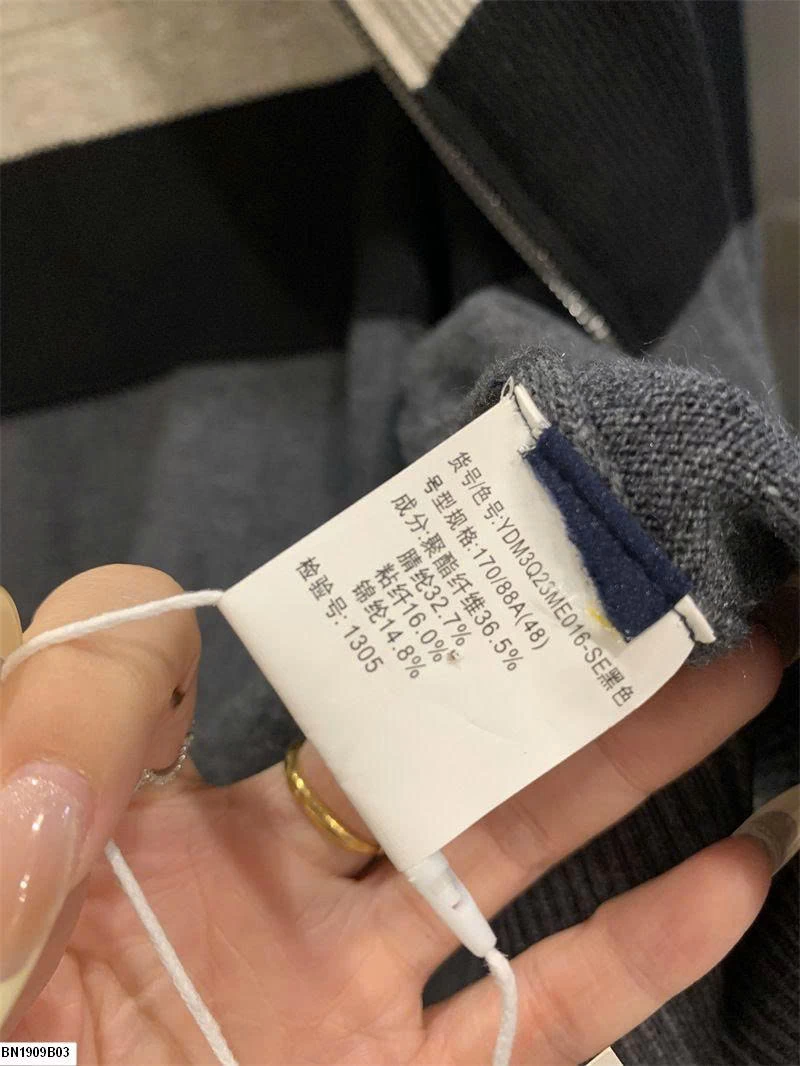 货号/色号:YDM3Q23ME016-SE黑色
号型规格:170/88A(48)
成分:聚酯纤维36.5%
腈纶32.7%
粘纤16.0%
锦纶14.8%
检验号: 1305
BN1909B03